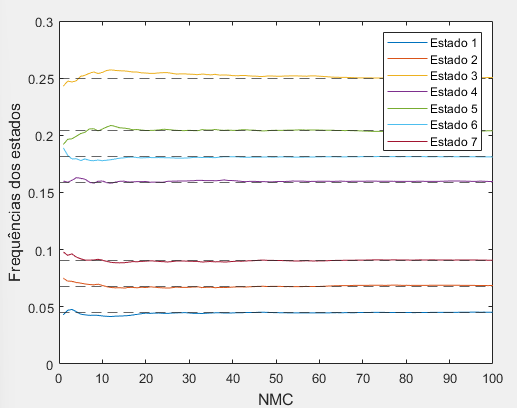 0.3
0.25
0.2
0.15
0.1
0.05
0
Frequências dos estados
Estado 1
Estado 2
Estado 3
Estado 4
Estado 5
Estado 6
Estado 7
0 10 20 30 40 50 60 70 80 90 100
NMC